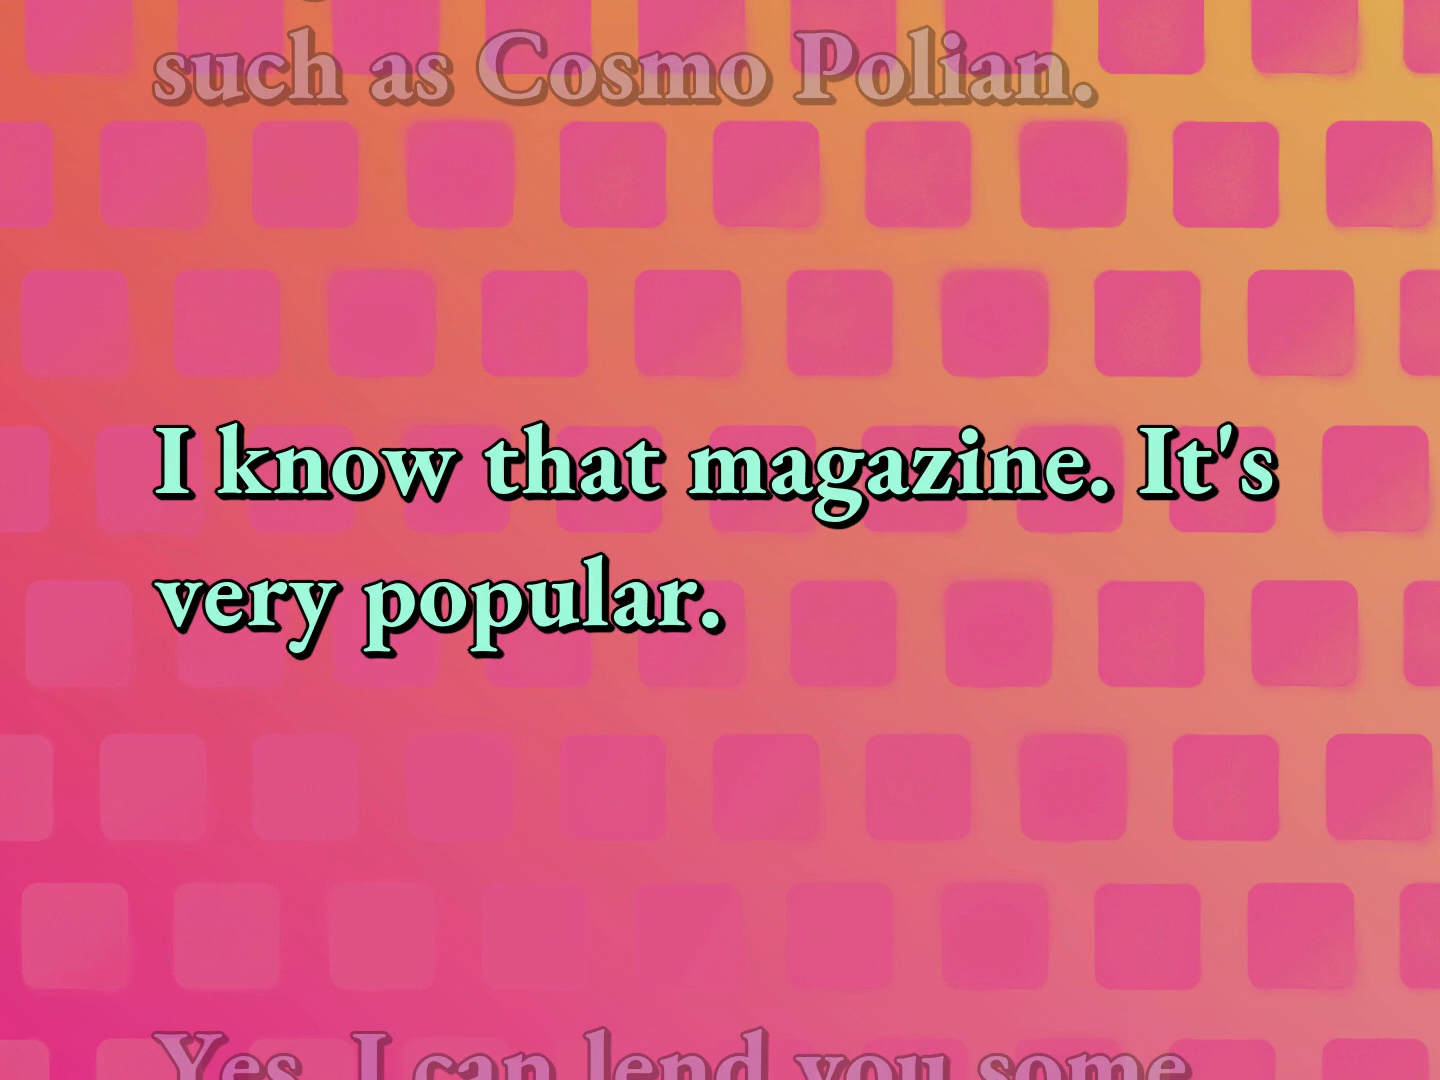 such as Cosmo Polian.
I know that magazine. It's
very popular.
Yes, I can lend you some